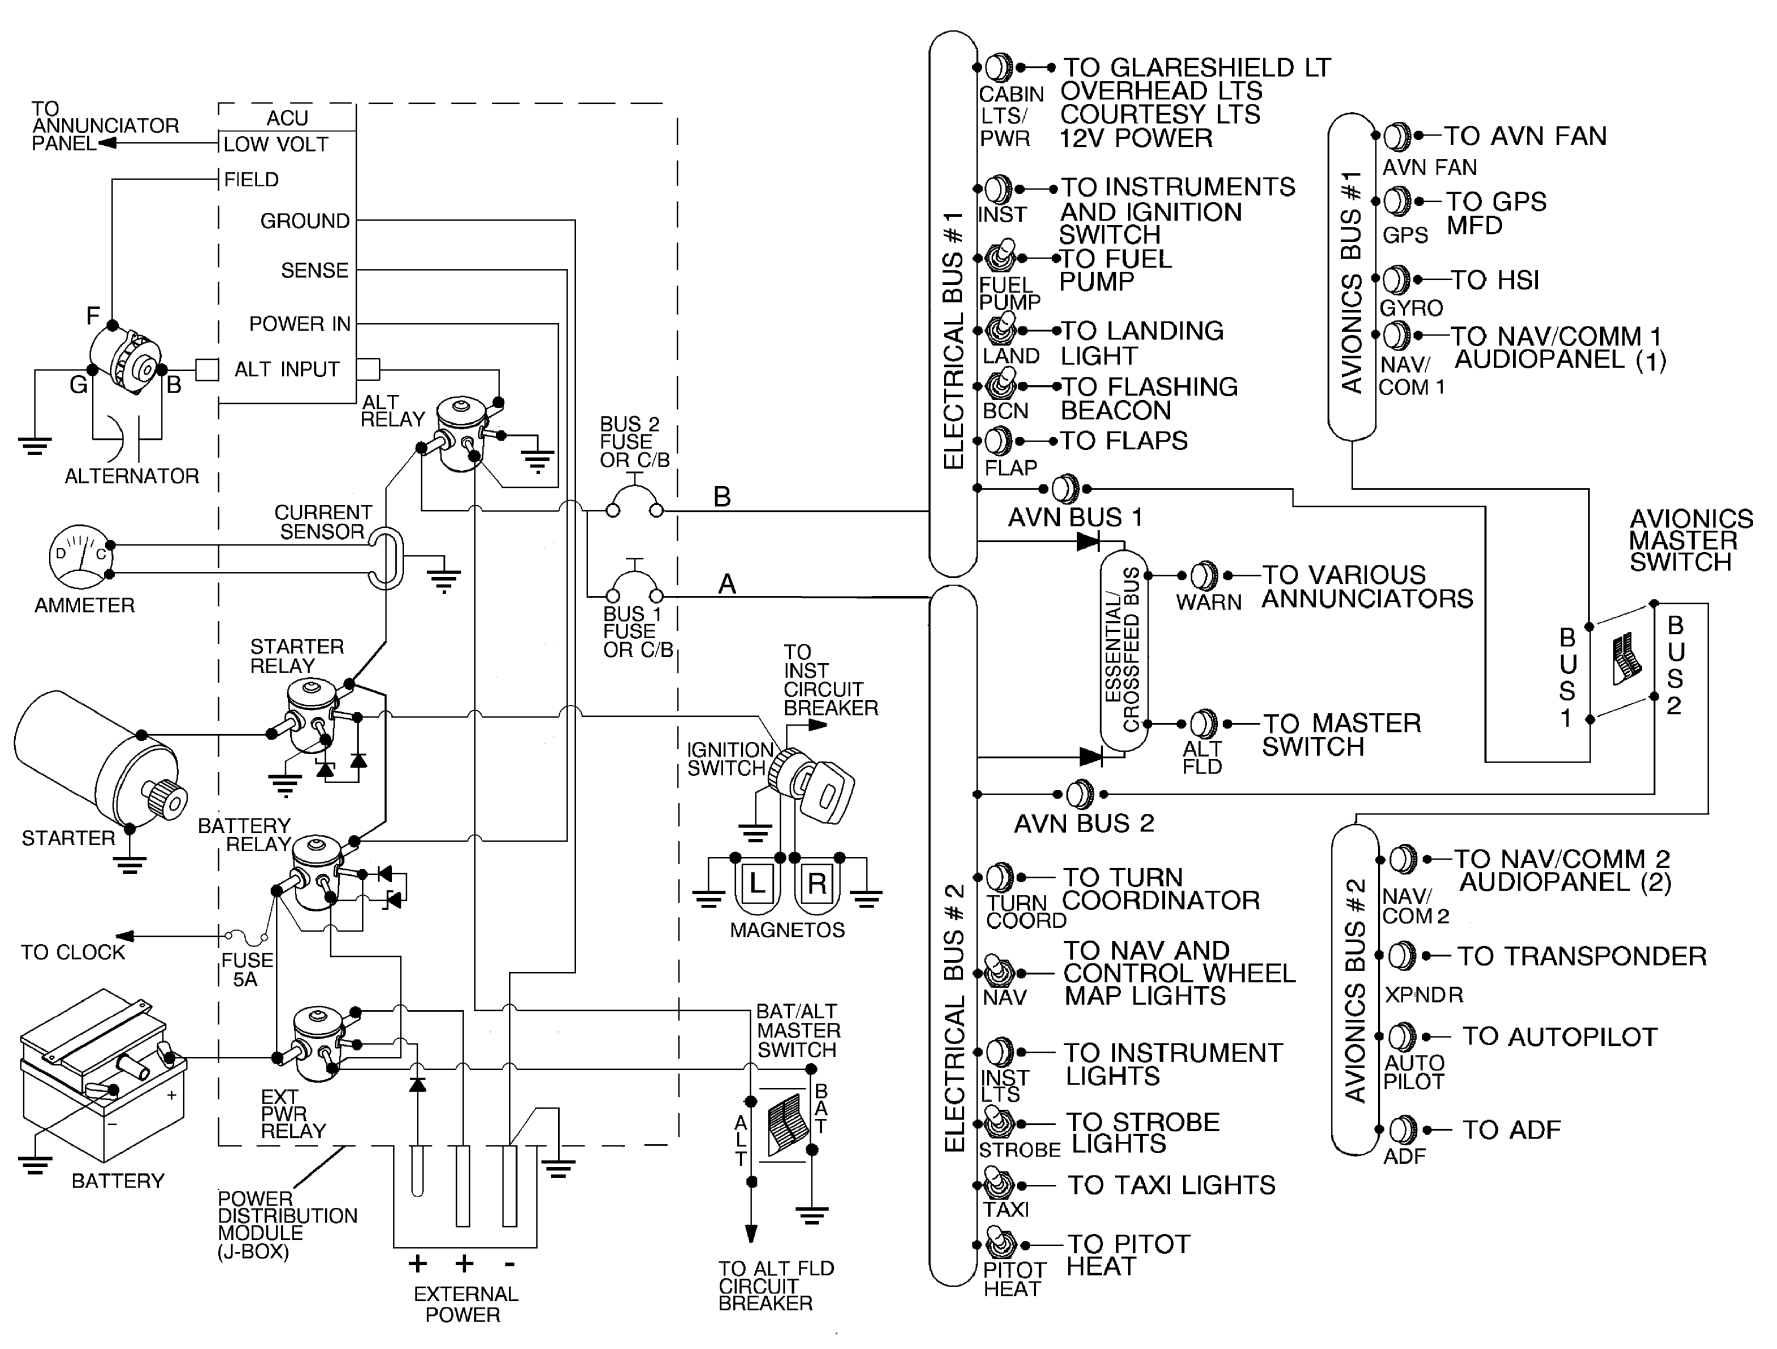 TO
ANNUNCIATOR
PANEL
ACU
LOW VOLT
FIELD
GROUND
SENSE
POWER IN
ALT INPUT
F
G
B
ALTERNATOR
ALT
RELAY
CURRENT
SENSOR
D
C
AMMETER
BUS 2
FUSE
OR C/B
B
A
BUS 1
FUSE
OR C/B
STARTER
RELAY
STARTER
TO
INST
CIRCUIT
BREAKER
IGNITION
SWITCH
L
R
MAGNETOS
BATTERY
RELAY
TO CLOCK
FUSE
5A
+
−
BATTERY
EXT
PWR
RELAY
POWER
DISTRIBUTION
MODULE
(J-BOX)
+
+
-
EXTERNAL
POWER
BAT/ALT
MASTER
SWITCH
ALT
BAT
TO ALT FLD
CIRCUIT
BREAKER
ELECTRICAL BUS # 1
CABIN
LTS/
PWR
TO GLARESHIELD LT
OVERHEAD LTS
COURTESY LTS
12V POWER
INST
TO INSTRUMENTS
AND IGNITION
SWITCH
FUEL
PUMP
TO FUEL
PUMP
LAND
TO LANDING
LIGHT
BCN
TO FLASHING
BEACON
FLAP
TO FLAPS
AVN BUS 1
ESSENTIAL/
CROSSFEED BUS
WARN
TO VARIOUS
ANNUNCIATORS
ALT
FLD
TO MASTER
SWITCH
AVN BUS 2
ELECTRICAL BUS # 2
TURN
COORD
TO TURN
COORDINATOR
NAV
TO NAV AND
CONTROL WHEEL
MAP LIGHTS
INST
LTS
TO INSTRUMENT
LIGHTS
STROBE
TO STROBE
LIGHTS
TAXI
TO TAXI LIGHTS
PITOT
HEAT
TO PITOT
HEAT
AVIONICS BUS #1
AVN FAN
TO AVN FAN
GPS
TO GPS
MFD
GYRO
TO HSI
NAV/
COM 1
TO NAV/COMM 1
AUDIOPANEL (1)
AVIONICS
MASTER
SWITCH
BUS 1
BUS 2
AVIONICS BUS #2
NAV/
COM 2
TO NAV/COMM 2
AUDIOPANEL (2)
XPNDR
TO TRANSPONDER
AUTO
PILOT
TO AUTOPILOT
ADF
TO ADF